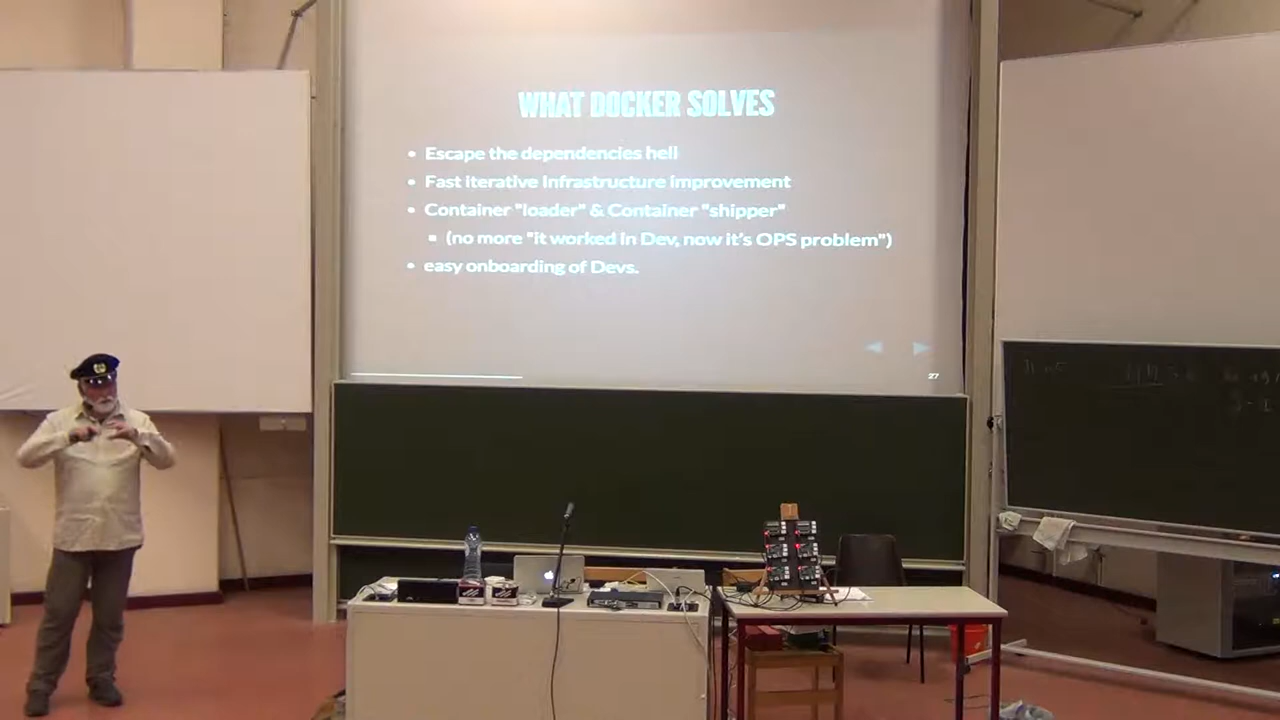 WHAT DOCKER SOLVES
• Escape the dependencies hell
• Fast Iterative Infrastructure improvement
• Container "loader" & Container "shipper"
▪ (no more "it worked in Dev, now it's OPS problem")
• easy onboarding of Devs.
27